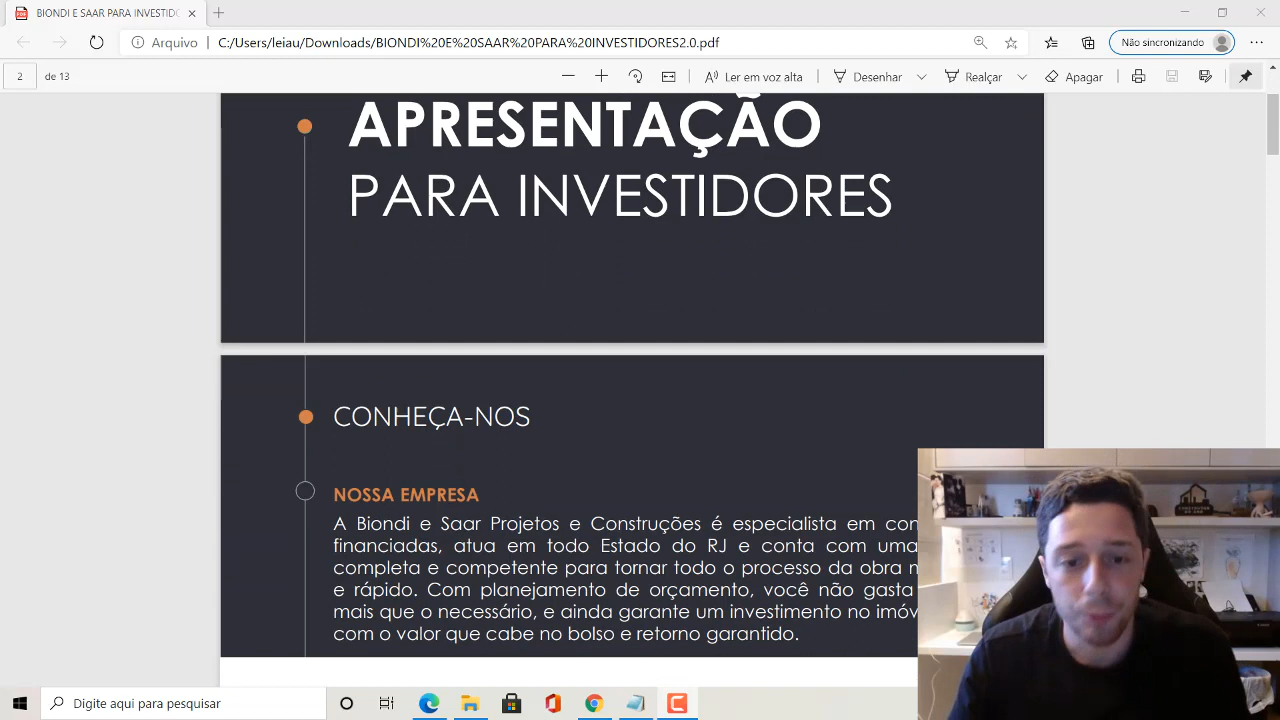 BIONDI E SAAR PARA INVESTIDO
Arquivo
C:/Users/leiau/Downloads/BIONDI%20E%20SAAR%20PARA%20INVESTIDORES2.0.pdf
Não sincronizando
2 de 13
Ler em voz alta
Desenhar
Realçar
Apagar
APRESENTAÇÃO
PARA INVESTIDORES
CONHEÇA-NOS
NOSSA EMPRESA
A Biondi e Saar Projetos e Construções é especialista em con
financiadas, atua em todo Estado do RJ e conta com uma
completa e competente para tornar todo o processo da obra m
e rápido. Com planejamento de orçamento, você não gasta
mais que o necessário, e ainda garante um investimento no imóv
com o valor que cabe no bolso e retorno garantido.
Digite aqui para pesquisar